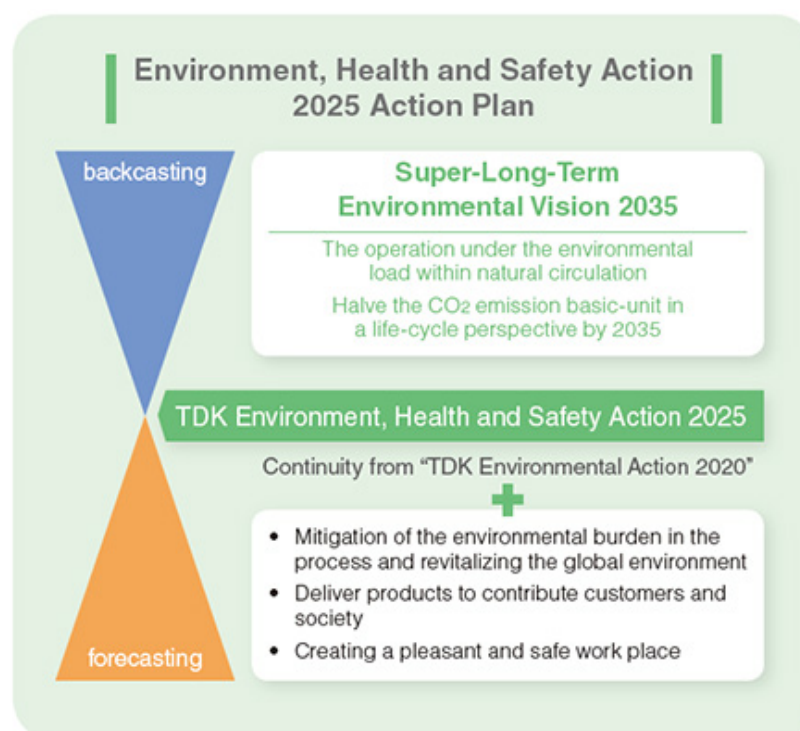 Environment, Health and Safety Action
2025 Action Plan
backcasting
Super-Long-Term
Environmental Vision 2035
The operation under the environmental
load within natural circulation
Halve the CO2 emission basic-unit in
a life-cycle perspective by 2035
TDK Environment, Health and Safety Action 2025
Continuity from “TDK Environmental Action 2020”
+
• Mitigation of the environmental burden in the
process and revitalizing the global environment
• Deliver products to contribute customers and
society
• Creating a pleasant and safe work place
forecasting